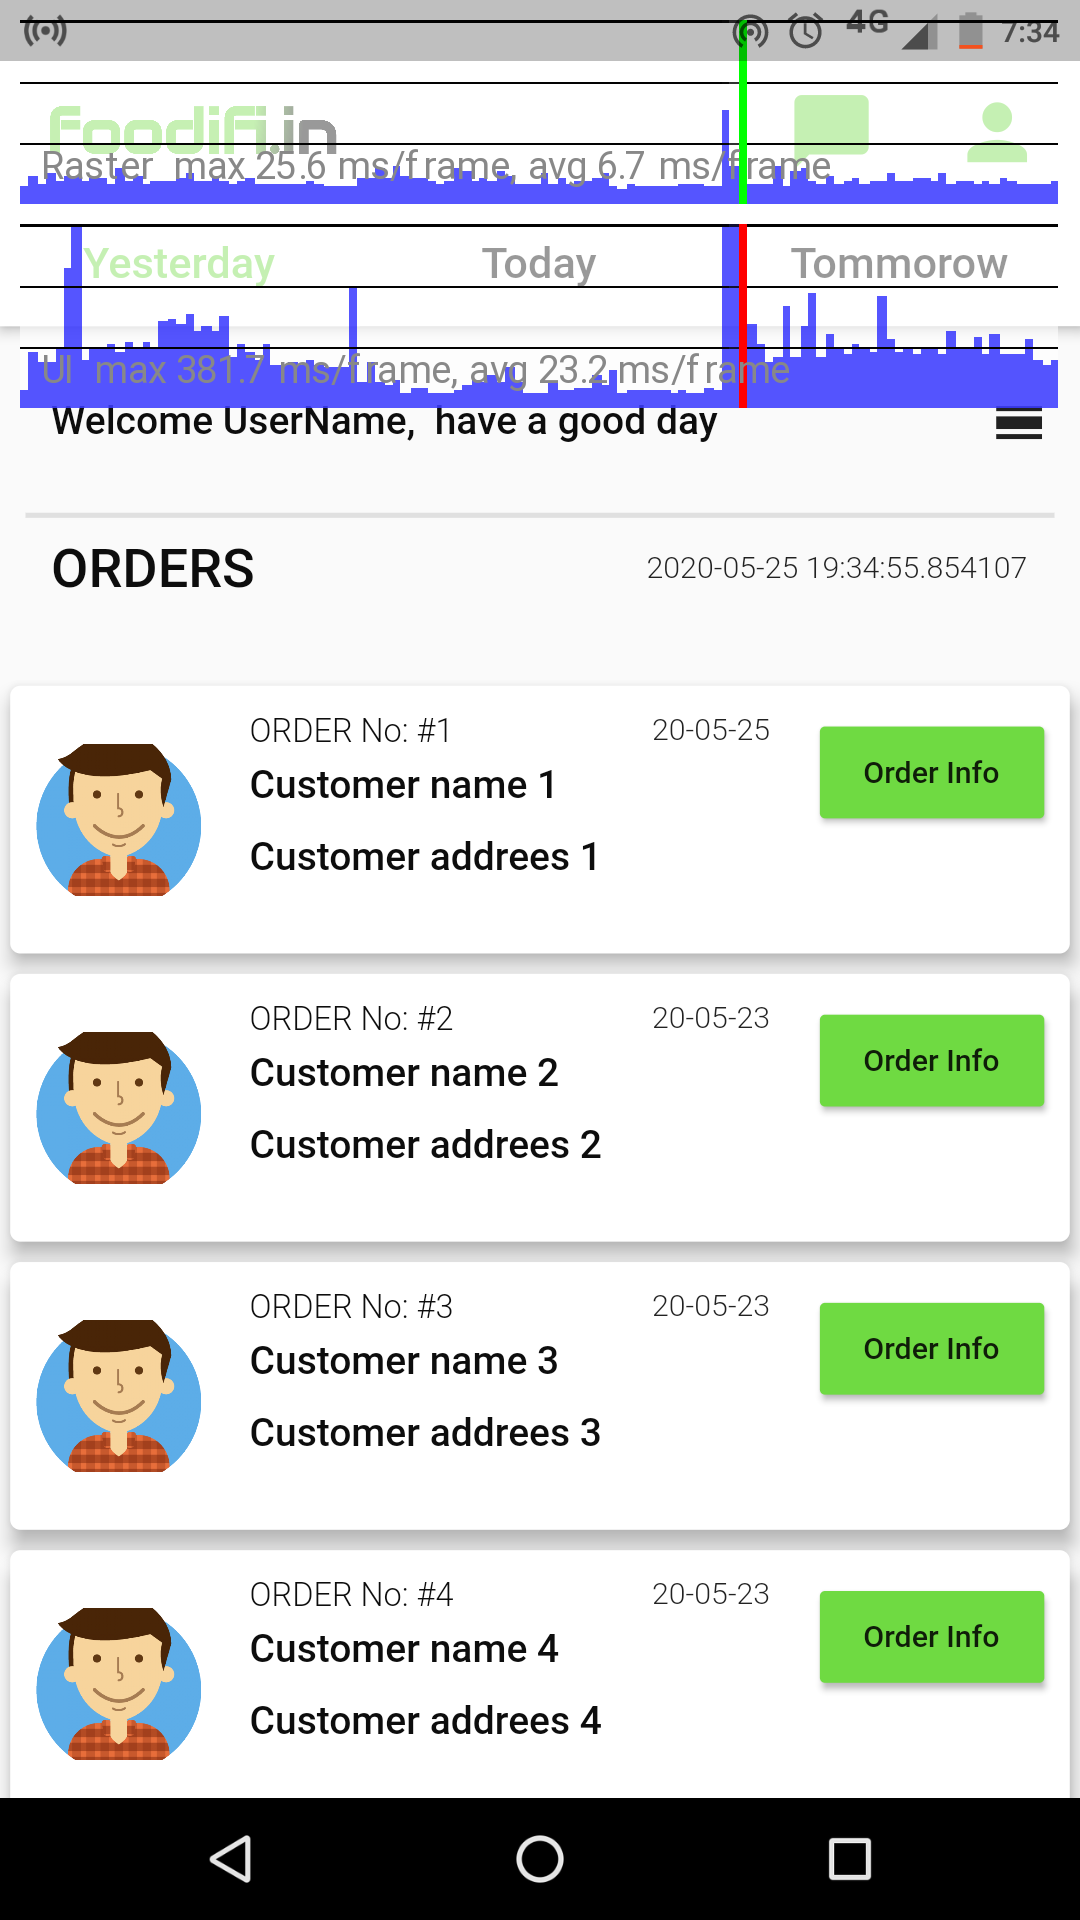 4G 7:34
foodifi.in
Raster max 25.6 ms/frame, avg 6.7 ms/frame
Yesterday Today Tommorow
UI max 381.7 ms/frame, avg 23.2 ms/frame
Welcome UserName, have a good day
ORDERS 2020-05-25 19:34:55.854107
ORDER No: #1 20-05-25
Order Info
Customer name 1
Customer addrees 1
ORDER No: #2 20-05-23
Order Info
Customer name 2
Customer addrees 2
ORDER No: #3 20-05-23
Order Info
Customer name 3
Customer addrees 3
ORDER No: #4 20-05-23
Order Info
Customer name 4
Customer addrees 4